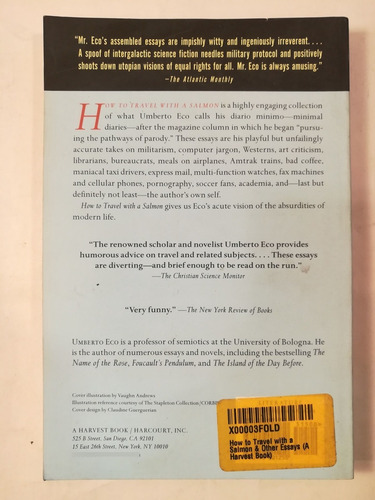 "Mr. Eco's assembled essays are impishly witty and ingeniously irreverent. . . .
A spoof of intergalactic science fiction needles military protocol and positively
shoots down utopian visions of equal rights for all. Mr. Eco is always amusing."
—The Atlantic Monthly
HOW TO TRAVEL WITH A SALMON is a highly engaging collection
of what Umberto Eco calls his diario minimo—minimal
diaries—after the magazine column in which he began "pursu-
ing the pathways of parody." These essays are his playful but unfailingly
accurate takes on militarism, computer jargon, Westerns, art criticism,
librarians, bureaucrats, meals on airplanes, Amtrak trains, bad coffee,
maniacal taxi drivers, express mail, multi-function watches, fax machines
and cellular phones, pornography, soccer fans, academia, and—last but
definitely not least—the author's own self.
How to Travel with a Salmon gives us Eco's acute vision of the absurdities of
modern life.
"The renowned scholar and novelist Umberto Eco provides
humorous advice on travel and related subjects. . . . These essays
are diverting—and brief enough to be read on the run."
—The Christian Science Monitor
"Very funny." —The New York Review of Books
UMBERTO ECO is a professor of semiotics at the University of Bologna. He
is the author of numerous essays and novels, including the bestselling The
Name of the Rose, Foucault's Pendulum, and The Island of the Day Before.
Cover illustration by Vaughn Andrews
Illustration reference courtesy of The Stapleton Collection/CORBIS
Cover design by Claudine Guerguerian
A HARVEST BOOK / HARCOURT, INC.
525 B Street, San Diego, CA 92101
15 East 26th Street, New York, NY 10010
X00003FOLD
How to Travel with a
Salmon & Other Essays (A
Harvest Book)